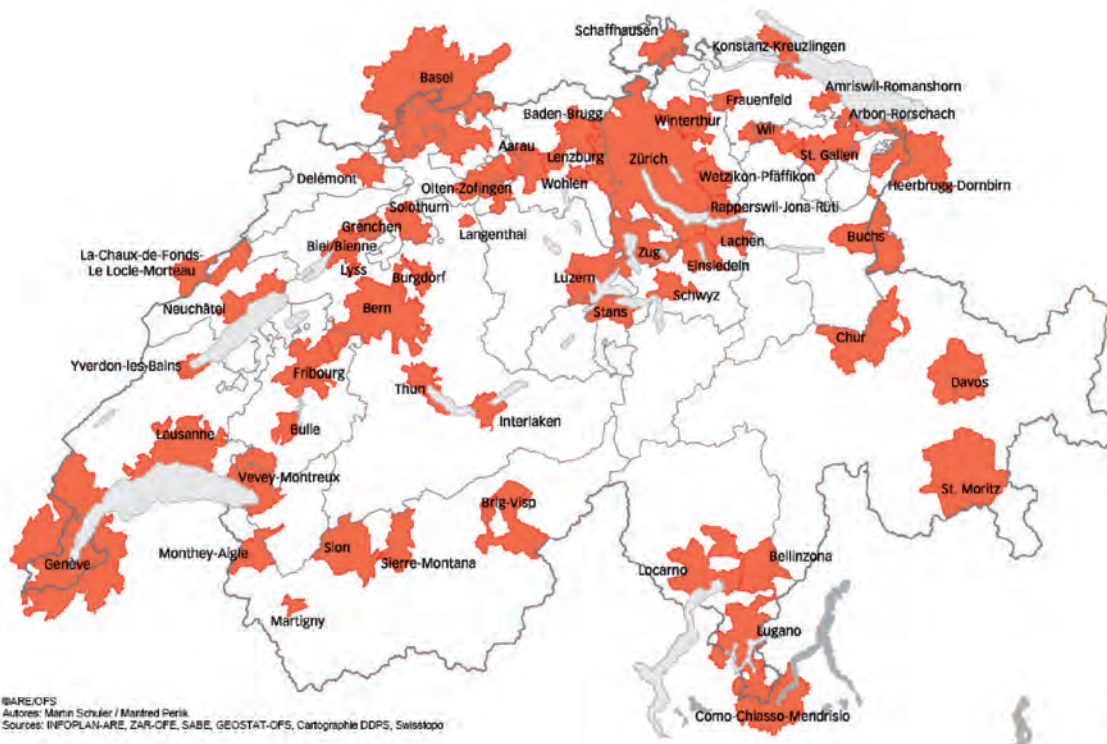 Schaffhausen
Konstanz-Kreuzlingen
Basel
Amriswil-Romanshorn
Frauenfeld
Baden-Brugg
Winterthur
Arbon-Rorschach
Wil
Aarau
St. Gallen
Lenzburg
Zürich
Delémont
Wetzikon-Pfäffikon
Olten-Zofingen
Wohlen
Heerbrugg-Dornbirn
Solothurn
Rapperswil-Jona-Rüti
Grenchen
Langenthal
Lachen
Buchs
Biel/Bienne
La-Chaux-de-Fonds-
Le Locle-Morteau
Zug
Einsiedeln
Lyss
Burgdorf
Luzern
Schwyz
Neuchâtel
Bern
Stans
Chur
Yverdon-les-Bains
Fribourg
Thun
Davos
Interlaken
Bulle
Lausanne
Vevey-Montreux
St. Moritz
Brig-Visp
Monthey-Aigle
Sion
Bellinzona
Genève
Sierre-Montana
Locarno
Martigny
Lugano
Como-Chiasso-Mendrisio
©ARE/OFS
Autores: Martin Schuler / Manfred Perlik
Sources: INFOPLAN-ARE, ZAR-OFE, SABE, GEOSTAT-OFS, Cartographie DDPS, Swisstopo